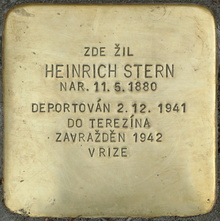 ZDE ŽIL
HEINRICH STERN
NAR. 11. 5. 1880
DEPORTOVÁN 2. 12. 1941
DO TEREZÍNA
ZAVRAŽDĚN 1942
V RIZE